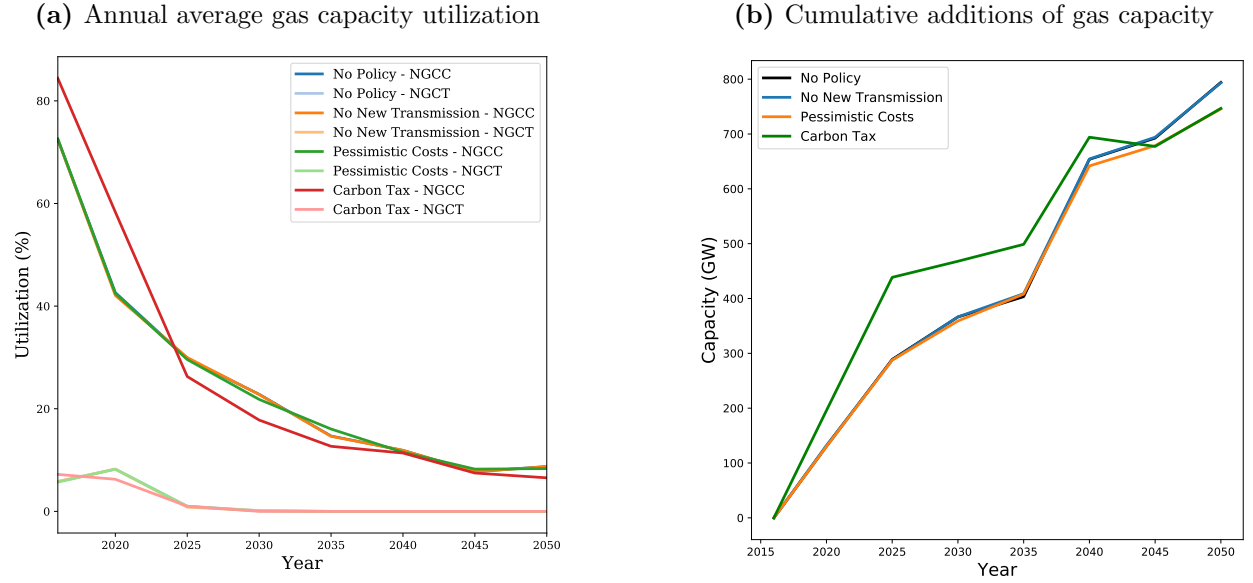 (a) Annual average gas capacity utilization
No Policy - NGCC
No Policy - NGCT
No New Transmission - NGCC
No New Transmission - NGCT
Pessimistic Costs - NGCC
Pessimistic Costs - NGCT
Carbon Tax - NGCC
Carbon Tax - NGCT
Utilization (%)
80
60
40
20
0
2020 2025 2030 2035 2040 2045 2050
Year
(b) Cumulative additions of gas capacity
No Policy
No New Transmission
Pessimistic Costs
Carbon Tax
Capacity (GW)
800
700
600
500
400
300
200
100
0
2015 2020 2025 2030 2035 2040 2045 2050
Year